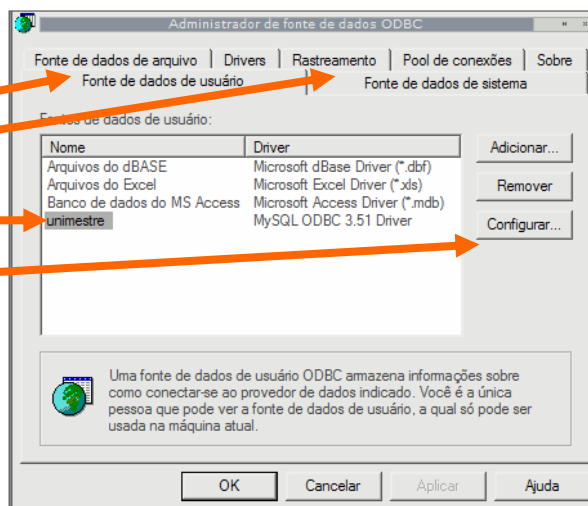 Administrador de fonte de dados ODBC
Fonte de dados de arquivo Drivers Rastreamento Pool de conexões Sobre
Fonte de dados de usuário Fonte de dados de sistema
Fontes de dados de usuário:
Nome Driver
Adicionar...
Arquivos do dBASE Microsoft dBase Driver (*.dbf)
Arquivos do Excel Microsoft Excel Driver (*.xls)
Remover
Banco de dados do MS Access Microsoft Access Driver (*.mdb)
unimestre MySQL ODBC 3.51 Driver
Configurar...
Uma fonte de dados de usuário ODBC armazena informações sobre
como conectar-se ao provedor de dados indicado. Você é a única
pessoa que pode ver a fonte de dados de usuário, a qual só pode ser
usada na máquina atual.
OK Cancelar Aplicar Ajuda